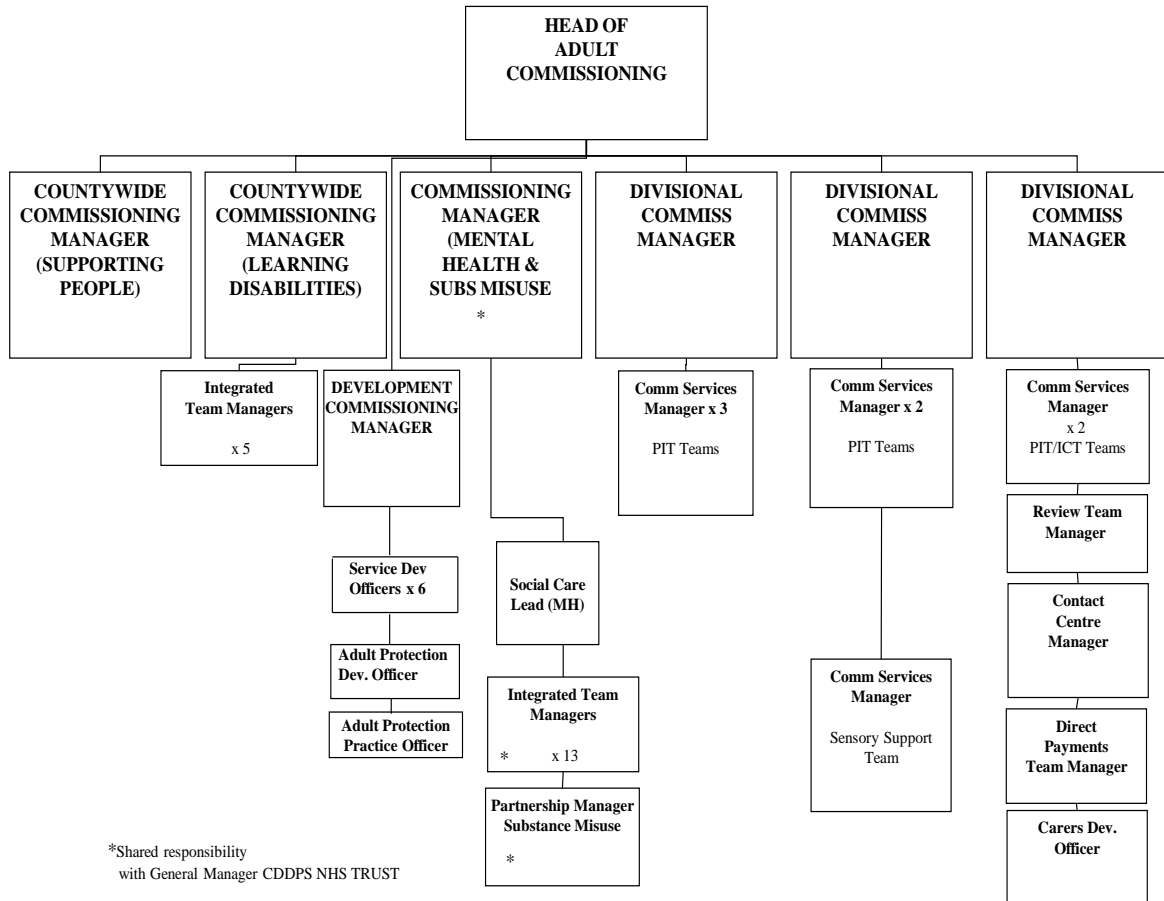 HEAD OF
ADULT
COMMISSIONING
COUNTYWIDE
COMMISSIONING
MANAGER
(SUPPORTING
PEOPLE)
COUNTYWIDE
COMMISSIONING
MANAGER
(LEARNING
DISABILITIES)
COMMISSIONING
MANAGER
(MENTAL
HEALTH &
SUBS MISUSE
*
DIVISIONAL
COMMISS
MANAGER
DIVISIONAL
COMMISS
MANAGER
DIVISIONAL
COMMISS
MANAGER
Integrated
Team Managers
x 5
DEVELOPMENT
COMMISSIONING
MANAGER
Comm Services
Manager x 3
PIT Teams
Comm Services
Manager x 2
PIT Teams
Comm Services
Manager
x 2
PIT/ICT Teams
Review Team
Manager
Service Dev
Officers x 6
Social Care
Lead (MH)
Contact
Centre
Manager
Adult Protection
Dev. Officer
Integrated Team
Managers
* x 13
Comm Services
Manager
Sensory Support
Team
Adult Protection
Practice Officer
Direct
Payments
Team Manager
Partnership Manager
Substance Misuse
*
Carers Dev.
Officer
*Shared responsibility
with General Manager CDDPS NHS TRUST